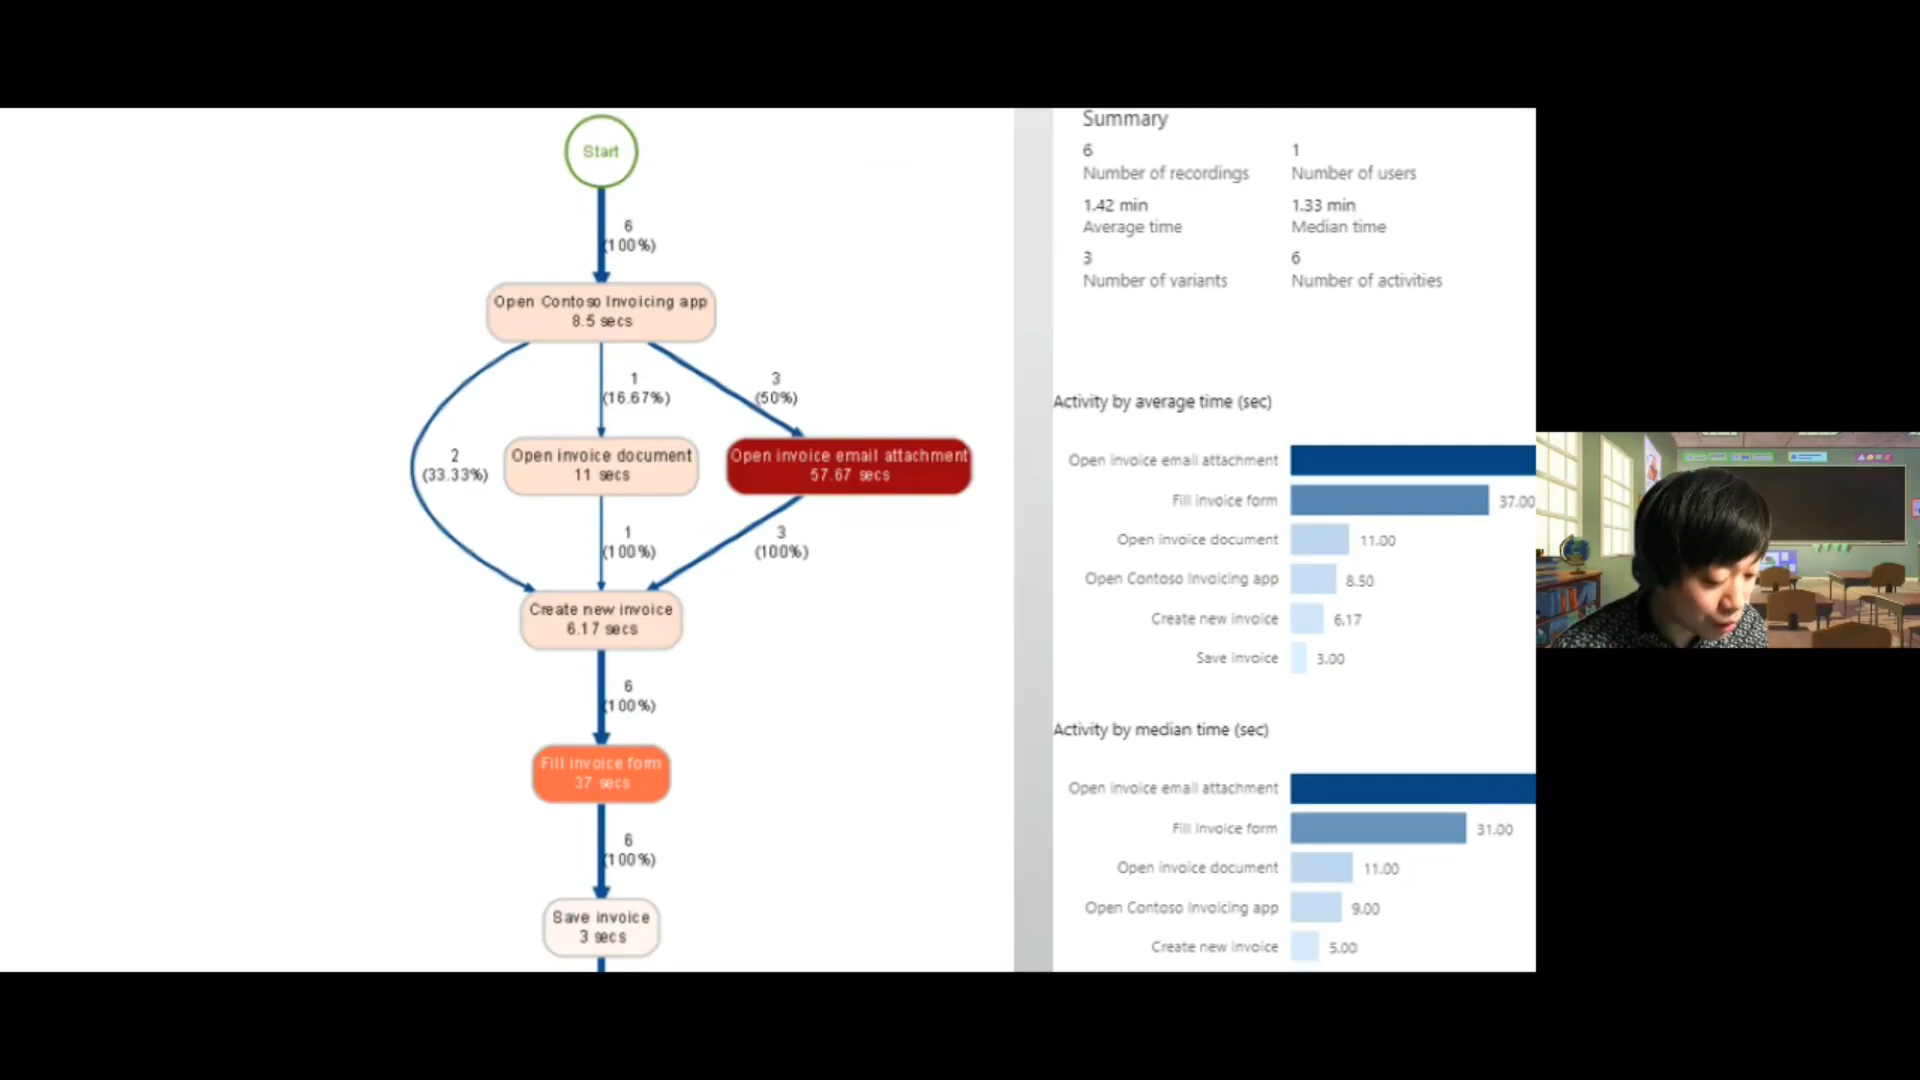 Start
6
(100%)
Open Contoso Invoicing app
8.5 secs
1
(16.67%)
3
(50%)
2
(33.33%)
Open invoice document
11 secs
Open invoice email attachment
57.67 secs
1
(100%)
3
(100%)
Create new invoice
6.17 secs
6
(100%)
Fill invoice form
37 secs
6
(100%)
Save invoice
3 secs
Summary
6
Number of recordings
1
Number of users
1.42 min
Average time
1.33 min
Median time
3
Number of variants
6
Number of activities
Activity by average time (sec)
Open invoice email attachment
Fill invoice form 37.00
Open invoice document 11.00
Open Contoso Invoicing app 8.50
Create new invoice 6.17
Save invoice 3.00
Activity by median time (sec)
Open invoice email attachment
Fill invoice form 31.00
Open invoice document 11.00
Open Contoso Invoicing app 9.00
Create new invoice 5.00